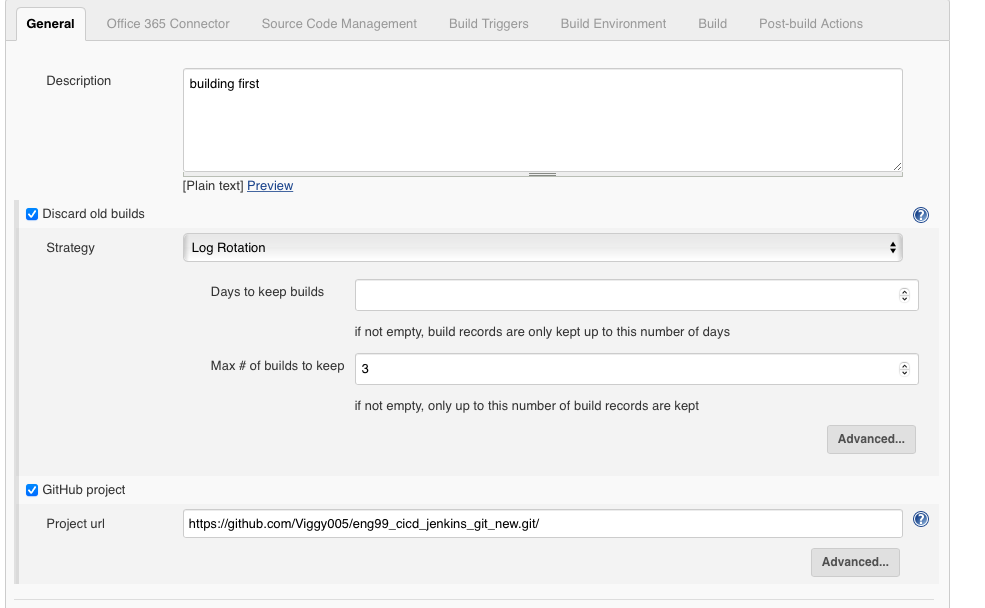 General Office 365 Connector Source Code Management Build Triggers Build Environment Build Post-build Actions
Description
building first
[Plain text] Preview
Discard old builds
?
Strategy
Log Rotation
Days to keep builds
if not empty, build records are only kept up to this number of days
Max # of builds to keep
3
if not empty, only up to this number of build records are kept
Advanced...
GitHub project
Project url
https://github.com/Viggy005/eng99_cicd_jenkins_git_new.git/
?
Advanced...